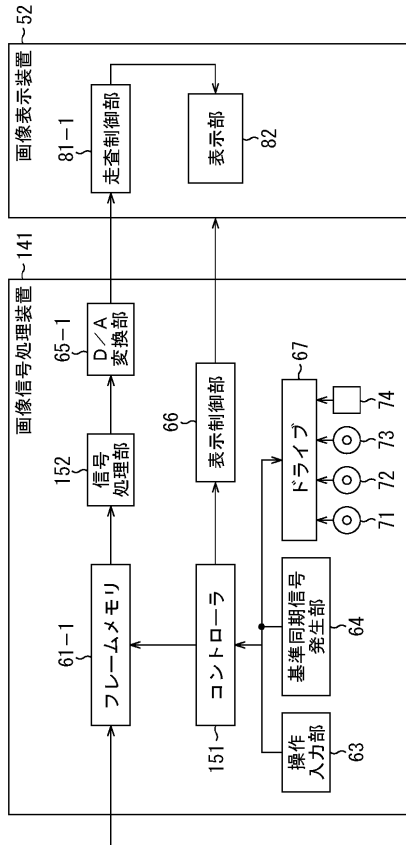 画像信号処理装置
141
画像表示装置
52
フレームメモリ
61-1
信号
処理部
152
D/A
変換部
65-1
走査制御部
81-1
表示部
82
コントローラ
151
表示制御部
66
操作
入力部
63
基準同期信号
発生部
64
ドライブ
67
71
72
73
74